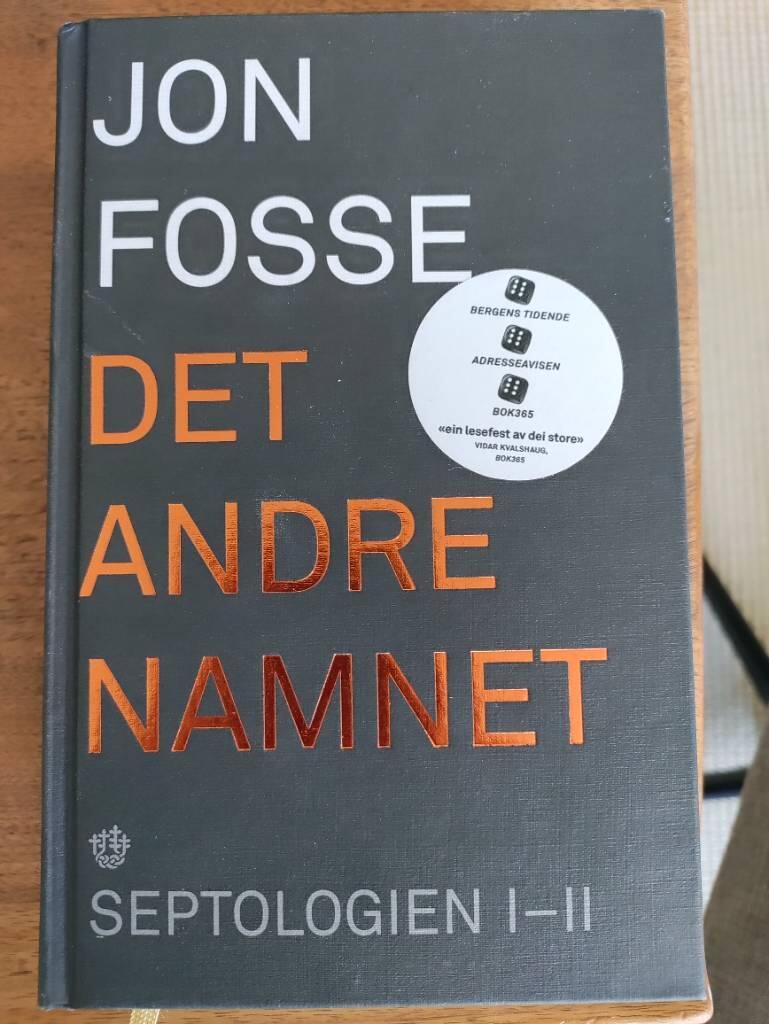 JON
FOSSE
DET
ANDRE
NAMNET
BERGENS TIDENDE
ADRESSEAVISEN
BOK365
«ein lesefest av dei store»
VIDAR KVALSHAUG,
BOK365
SEPTOLOGIEN I–II